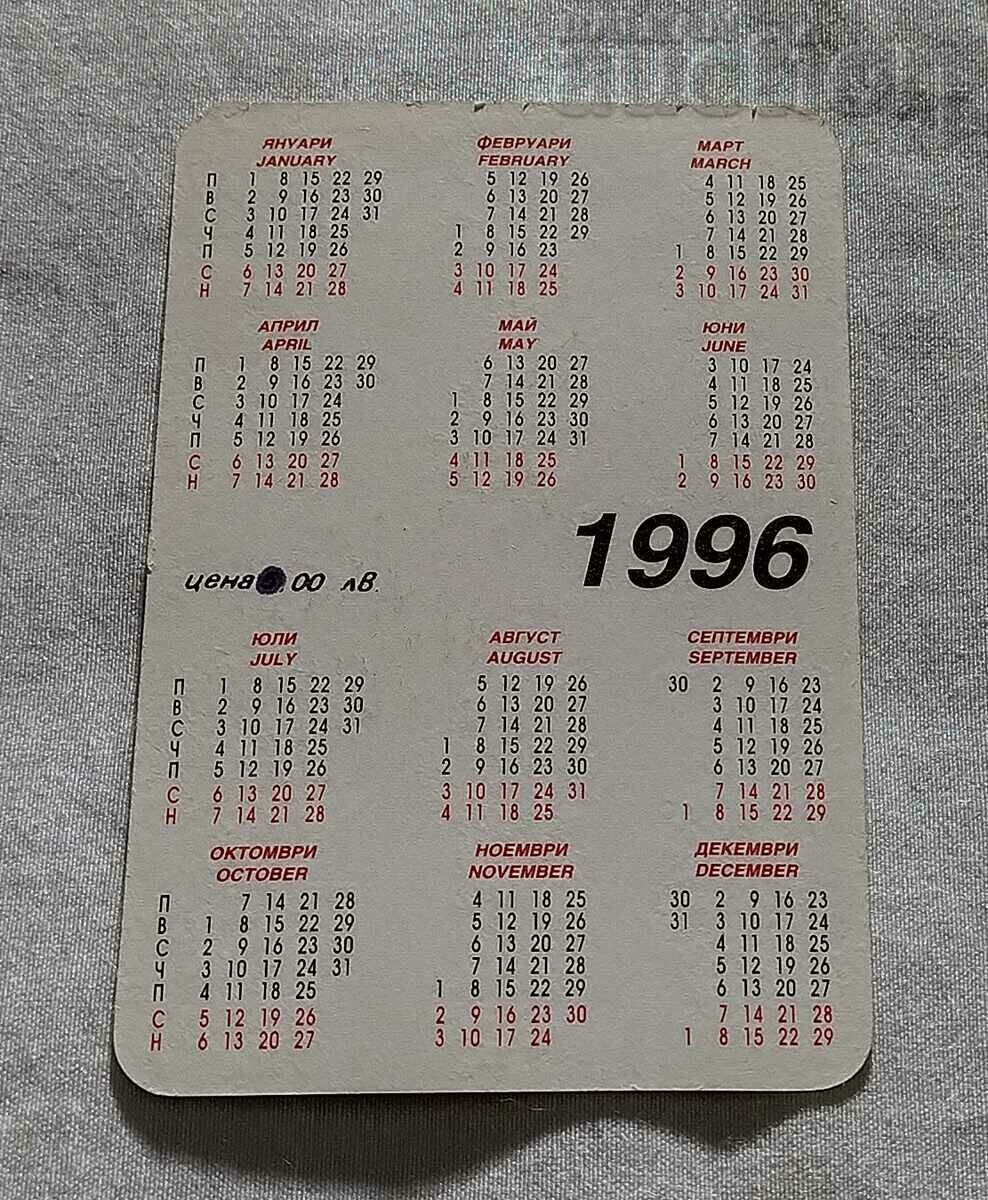 ЯНУАРИ ФЕВРУАРИ МАРТ
JANUARY FEBRUARY MARCH
П 1 8 15 22 29 5 12 19 26 4 11 18 25
В 2 9 16 23 30 6 13 20 27 5 12 19 26
С 3 10 17 24 31 7 14 21 28 6 13 20 27
Ч 4 11 18 25 1 8 15 22 29 7 14 21 28
П 5 12 19 26 2 9 16 23 1 8 15 22 29
С 6 13 20 27 3 10 17 24 2 9 16 23 30
Н 7 14 21 28 4 11 18 25 3 10 17 24 31
АПРИЛ МАЙ ЮНИ
APRIL MAY JUNE
П 1 8 15 22 29 6 13 20 27 3 10 17 24
В 2 9 16 23 30 7 14 21 28 4 11 18 25
С 3 10 17 24 1 8 15 22 29 5 12 19 26
Ч 4 11 18 25 2 9 16 23 30 6 13 20 27
П 5 12 19 26 3 10 17 24 31 7 14 21 28
С 6 13 20 27 4 11 18 25 1 8 15 22 29
Н 7 14 21 28 5 12 19 26 2 9 16 23 30
1996
цена 00 лв.
ЮЛИ АВГУСТ СЕПТЕМВРИ
JULY AUGUST SEPTEMBER
П 1 8 15 22 29 5 12 19 26 30 2 9 16 23
В 2 9 16 23 30 6 13 20 27 3 10 17 24
С 3 10 17 24 31 7 14 21 28 4 11 18 25
Ч 4 11 18 25 1 8 15 22 29 5 12 19 26
П 5 12 19 26 2 9 16 23 30 6 13 20 27
С 6 13 20 27 3 10 17 24 31 7 14 21 28
Н 7 14 21 28 4 11 18 25 1 8 15 22 29
ОКТОМВРИ НОЕМВРИ ДЕКЕМВРИ
OCTOBER NOVEMBER DECEMBER
П 7 14 21 28 4 11 18 25 30 2 9 16 23
В 1 8 15 22 29 5 12 19 26 31 3 10 17 24
С 2 9 16 23 30 6 13 20 27 4 11 18 25
Ч 3 10 17 24 31 7 14 21 28 5 12 19 26
П 4 11 18 25 1 8 15 22 29 6 13 20 27
С 5 12 19 26 2 9 16 23 30 7 14 21 28
Н 6 13 20 27 3 10 17 24 1 8 15 22 29